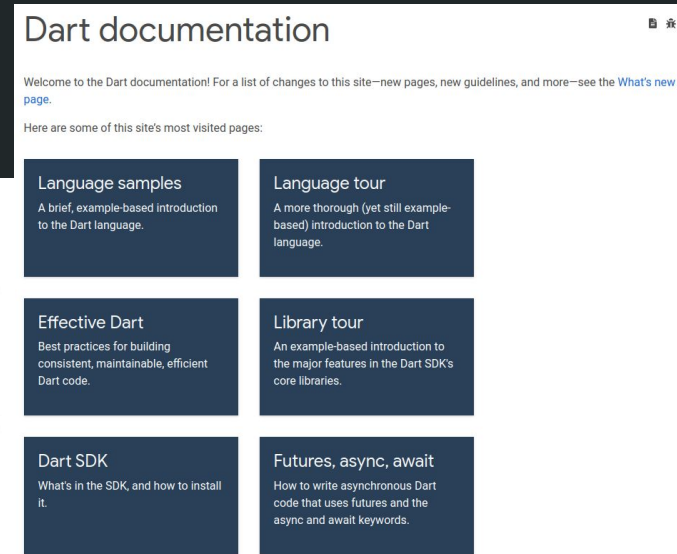 Dart documentation
Welcome to the Dart documentation! For a list of changes to this site—new pages, new guidelines, and more—see the What's new
page.
Here are some of this site's most visited pages:
Language samples
A brief, example-based introduction
to the Dart language.
Language tour
A more thorough (yet still example-
based) introduction to the Dart
language.
Effective Dart
Best practices for building
consistent, maintainable, efficient
Dart code.
Library tour
An example-based introduction to
the major features in the Dart SDK's
core libraries.
Dart SDK
What's in the SDK, and how to install
it.
Futures, async, await
How to write asynchronous Dart
code that uses futures and the
async and await keywords.